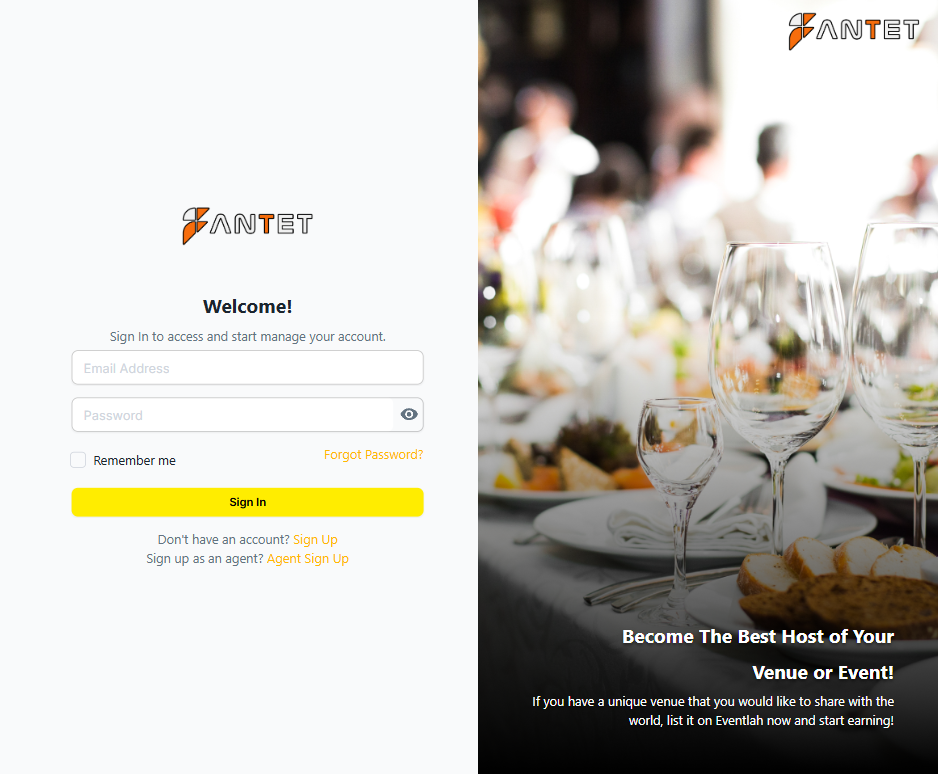 FANTET
Welcome!
Sign In to access and start manage your account.
Email Address
Password
Remember me
Forgot Password?
Sign In
Don't have an account? Sign Up
Sign up as an agent? Agent Sign Up
FANTET
Become The Best Host of Your
Venue or Event!
If you have a unique venue that you would like to share with the
world, list it on Eventlah now and start earning!